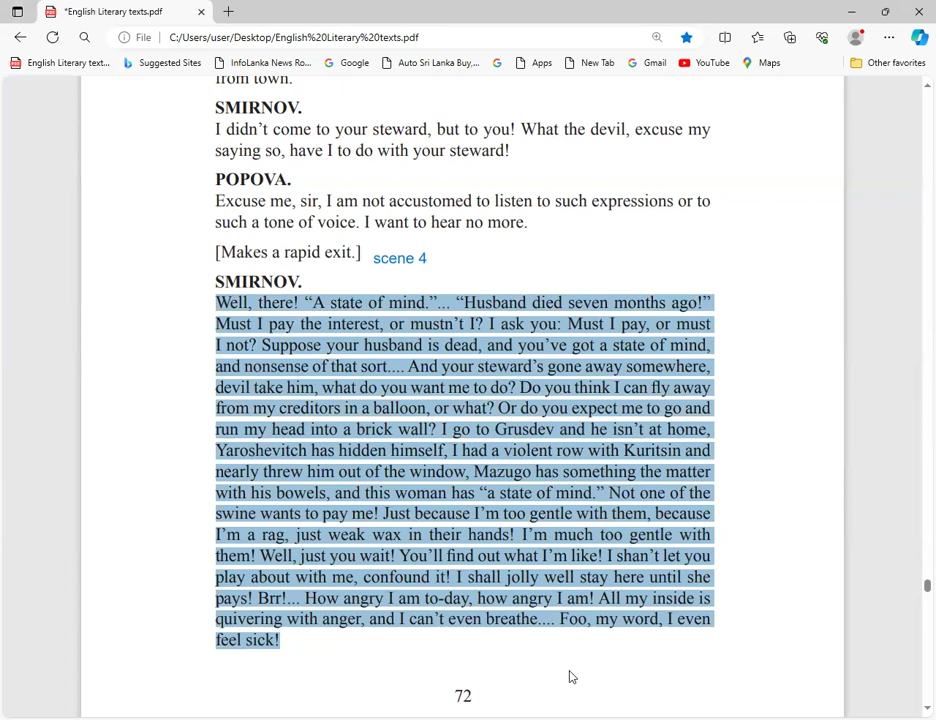 *English Literary texts.pdf
File C:/Users/user/Desktop/English%20Literary%20texts.pdf
English Literary text... Suggested Sites InfoLanka News Ro... Google Auto Sri Lanka Buy,... Apps New Tab Gmail YouTube Maps Other favorites
from town.
SMIRNOV.
I didn’t come to your steward, but to you! What the devil, excuse my
saying so, have I to do with your steward!
POPOVA.
Excuse me, sir, I am not accustomed to listen to such expressions or to
such a tone of voice. I want to hear no more.
[Makes a rapid exit.] scene 4
SMIRNOV.
Well, there! “A state of mind.”... “Husband died seven months ago!”
Must I pay the interest, or mustn’t I? I ask you: Must I pay, or must
I not? Suppose your husband is dead, and you’ve got a state of mind,
and nonsense of that sort.... And your steward’s gone away somewhere,
devil take him, what do you want me to do? Do you think I can fly away
from my creditors in a balloon, or what? Or do you expect me to go and
run my head into a brick wall? I go to Grusdev and he isn’t at home,
Yaroshevitch has hidden himself, I had a violent row with Kuritsin and
nearly threw him out of the window, Mazugo has something the matter
with his bowels, and this woman has “a state of mind.” Not one of the
swine wants to pay me! Just because I’m too gentle with them, because
I’m a rag, just weak wax in their hands! I’m much too gentle with
them! Well, just you wait! You’ll find out what I’m like! I shan’t let you
play about with me, confound it! I shall jolly well stay here until she
pays! Brr!... How angry I am to-day, how angry I am! All my inside is
quivering with anger, and I can’t even breathe.... Foo, my word, I even
feel sick!
72